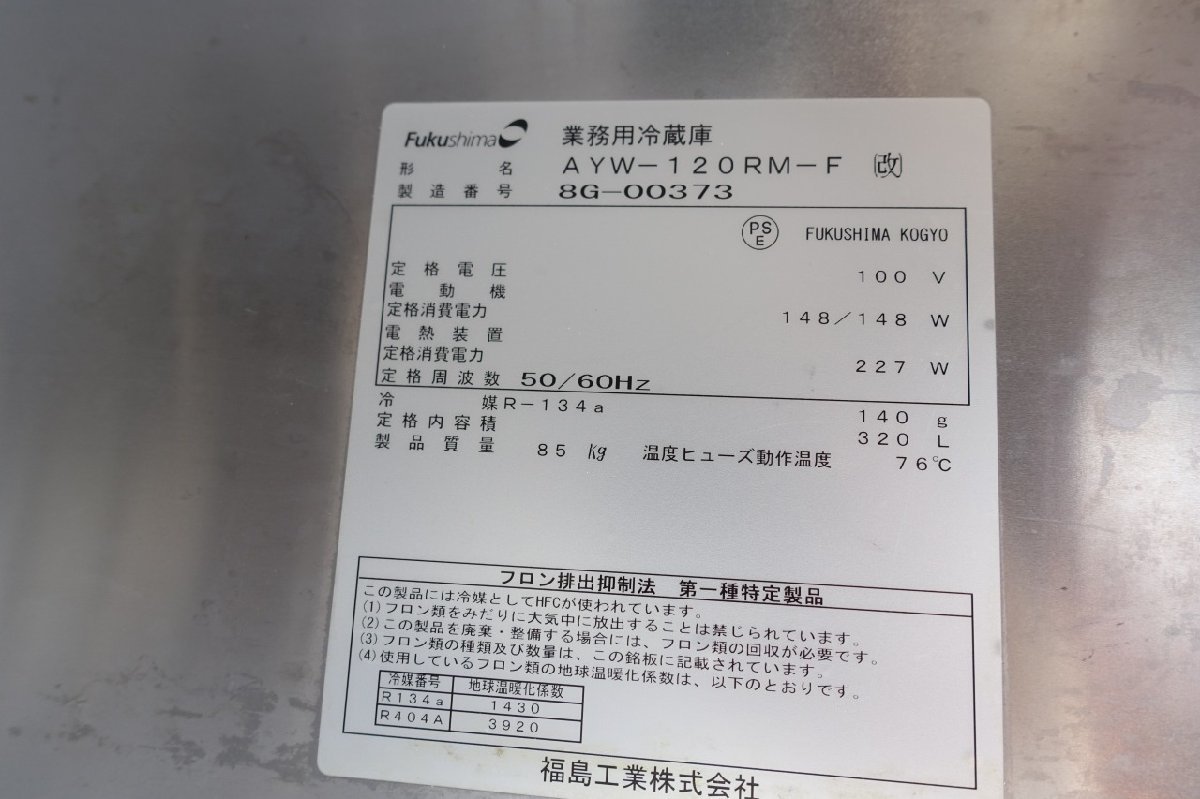 Fukushima 業務用冷蔵庫
形名 AYW-120RM-F (改)
製造番号 8G-00373
PSE FUKUSHIMA KOGYO
定格電圧 100 V
電動機
定格消費電力 148/148 W
電熱装置
定格消費電力 227 W
定格周波数 50/60Hz
冷媒 R-134a 140 g
定格内容積 320 L
製品質量 85 kg 温度ヒューズ動作温度 76℃
フロン排出抑制法 第一種特定製品
この製品には冷媒としてHFCが使われています。
(1)フロン類をみだりに大気中に放出することは禁じられています。
(2)この製品を廃棄・整備する場合には、フロン類の回収が必要です。
(3)フロン類の種類及び数量は、この銘板に記載されています。
(4)使用しているフロン類の地球温暖化係数は、以下のとおりです。
冷媒番号 地球温暖化係数
R134a 1430
R404A 3920
福島工業株式会社